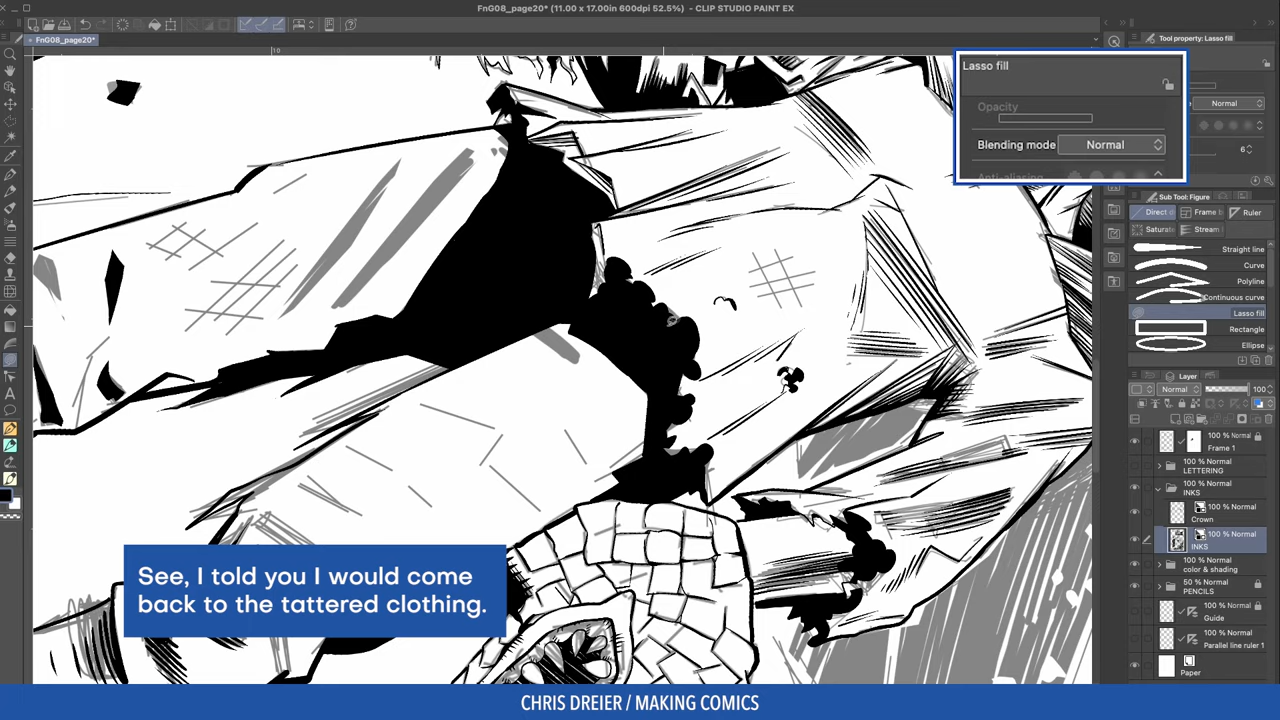 FnG08_page20* (11.00 x 17.00in 600dpi 52.5%) - CLIP STUDIO PAINT EX
FnG08_page20*
10
Tool property: Lasso fill
Normal
6
Lasso fill
Opacity
Blending mode Normal
Anti-aliasing
Sub Tool: Figure
Direct d Frame b Ruler
Saturate Stream
Straight line
Curve
Polyline
Continuous curve
Lasso fill
Rectangle
Ellipse
Layer
Normal 100
100 % Normal
Frame 1
100 % Normal
LETTERING
100 % Normal
INKS
100 % Normal
Crown
100 % Normal
INKS
100 % Normal
color & shading
50 % Normal
PENCILS
100 % Normal
Guide
100 % Normal
Parallel line ruler 1
Paper
See, I told you I would come
back to the tattered clothing.
CHRIS DREIER / MAKING COMICS